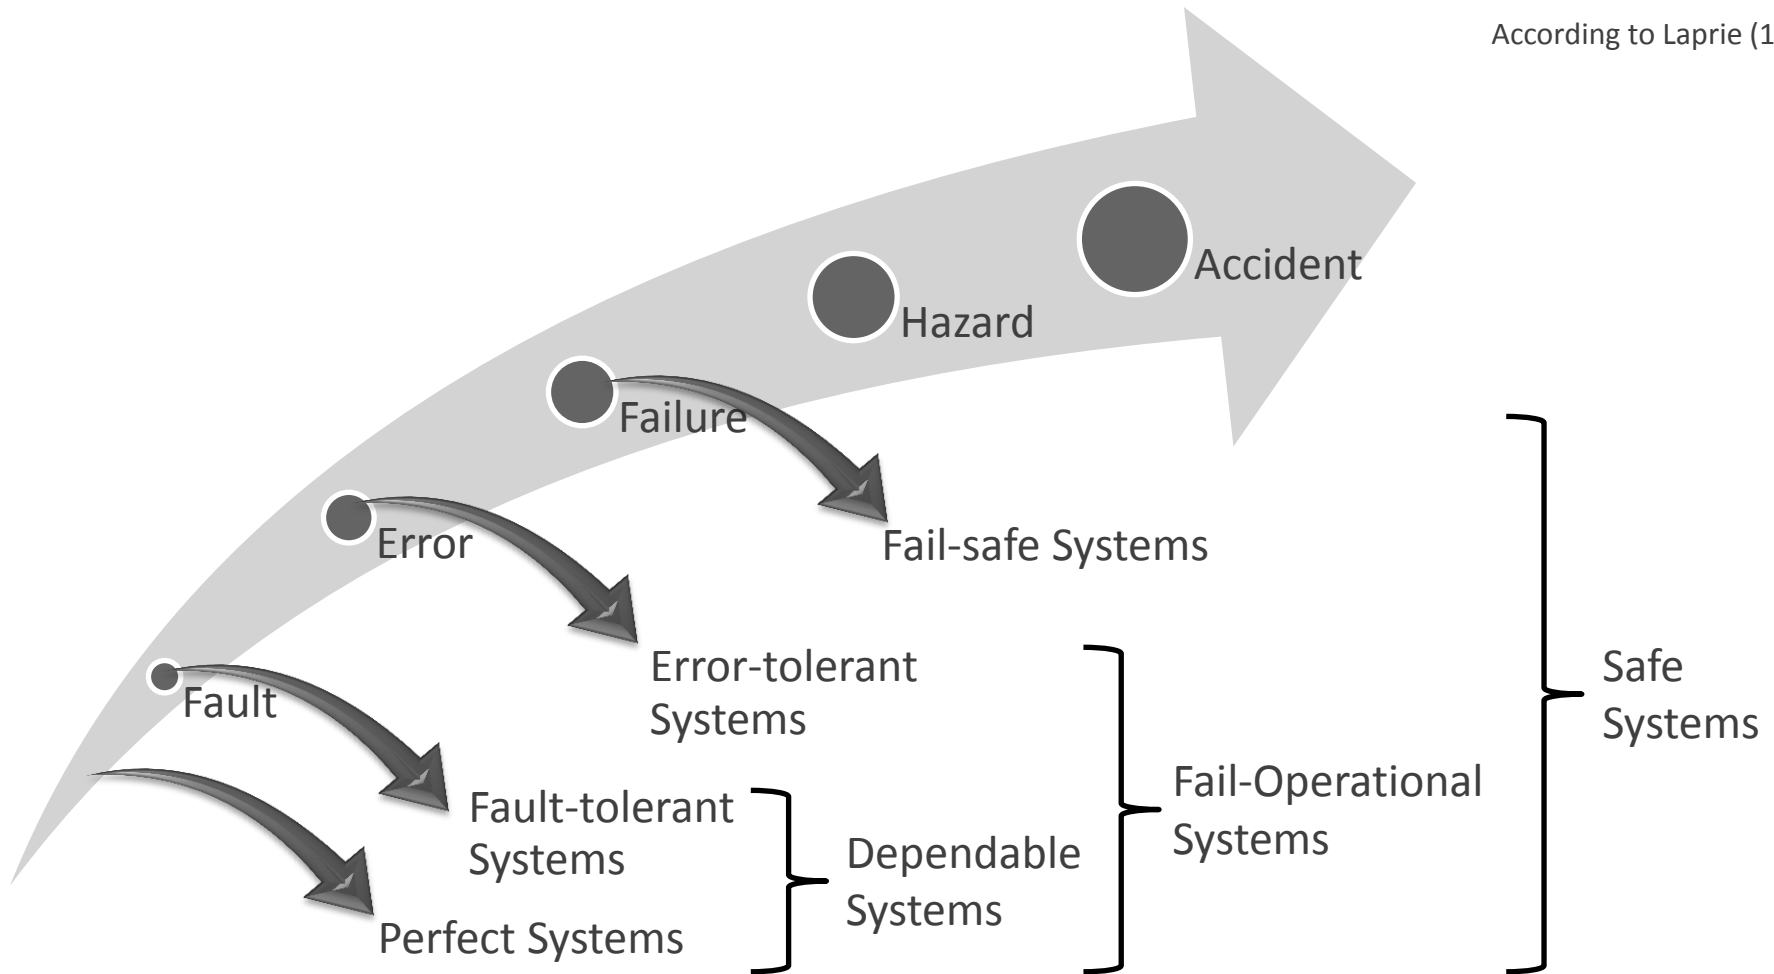 According to Laprie (1
Accident
Hazard
Failure
Error
Fail-safe Systems
Fault
Error-tolerant
Systems
Safe
Systems
Fault-tolerant
Systems
Fail-Operational
Systems
Dependable
Systems
Perfect Systems